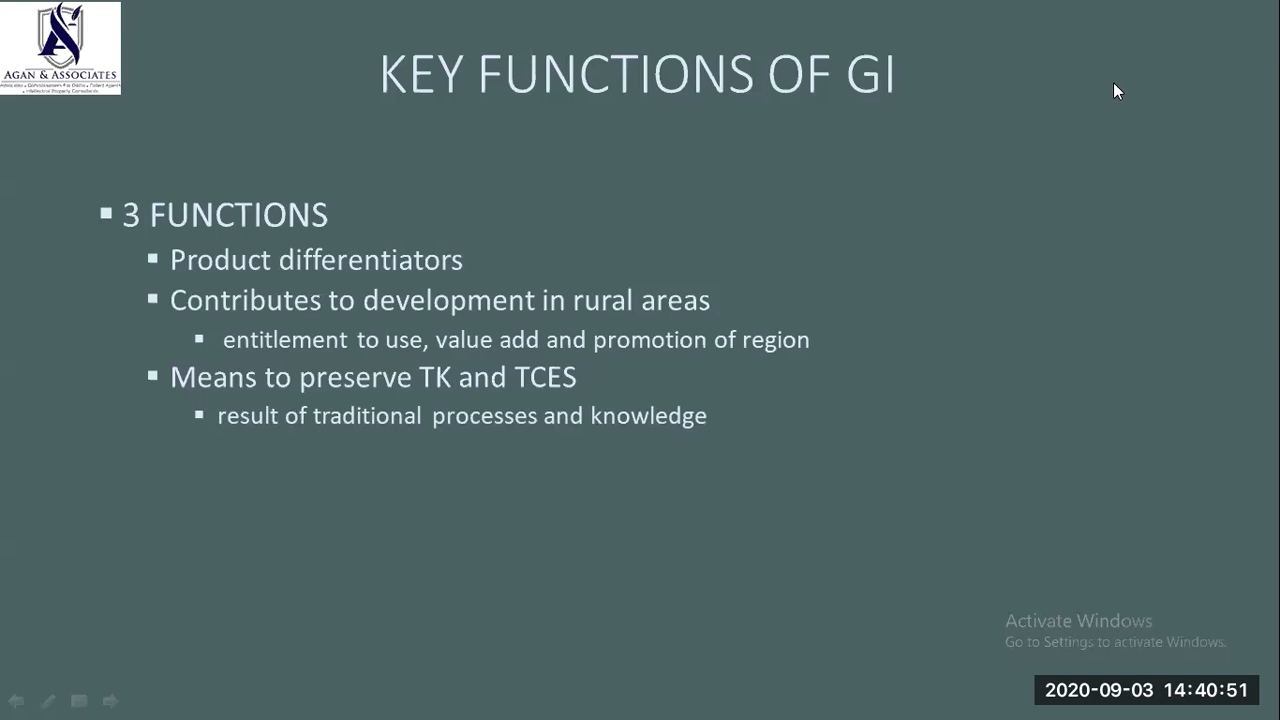 AGAN & ASSOCIATES
KEY FUNCTIONS OF GI
3 FUNCTIONS
Product differentiators
Contributes to development in rural areas
entitlement to use, value add and promotion of region
Means to preserve TK and TCES
result of traditional processes and knowledge
Activate Windows
Go to Settings to activate Windows.
2020-09-03 14:40:51